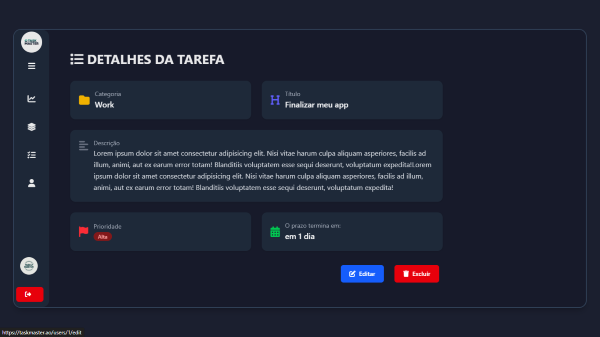 DETALHES DA TAREFA
Categoria
Work
Título
Finalizar meu app
Descrição
Lorem ipsum dolor sit amet consectetur adipisicing elit. Nisi vitae harum culpa aliquam asperiores, facilis ad
illum, animi, aut ex earum error totam! Blanditiis voluptatem esse sequi deserunt, voluptatum expedita!Lorem
ipsum dolor sit amet consectetur adipisicing elit. Nisi vitae harum culpa aliquam asperiores, facilis ad illum,
animi, aut ex earum error totam! Blanditiis voluptatem esse sequi deserunt, voluptatum expedita!
Prioridade
Alta
O prazo termina em:
em 1 dia
Editar
Excluir
https://taskmaster.ao/users/1/edit